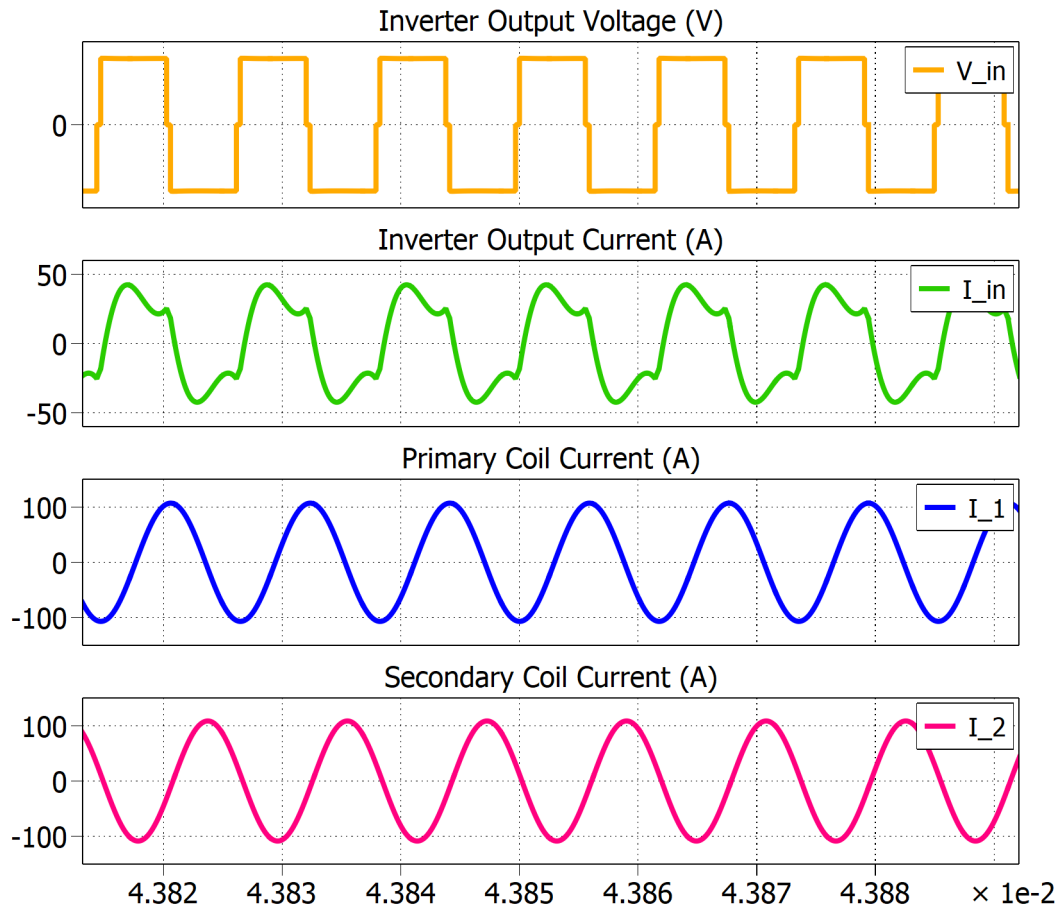 Inverter Output Voltage (V)
V_in
0
Inverter Output Current (A)
50
I_in
0
-50
Primary Coil Current (A)
100
I_1
0
-100
Secondary Coil Current (A)
100
I_2
0
-100
4.382 4.383 4.384 4.385 4.386 4.387 4.388 × 1e-2